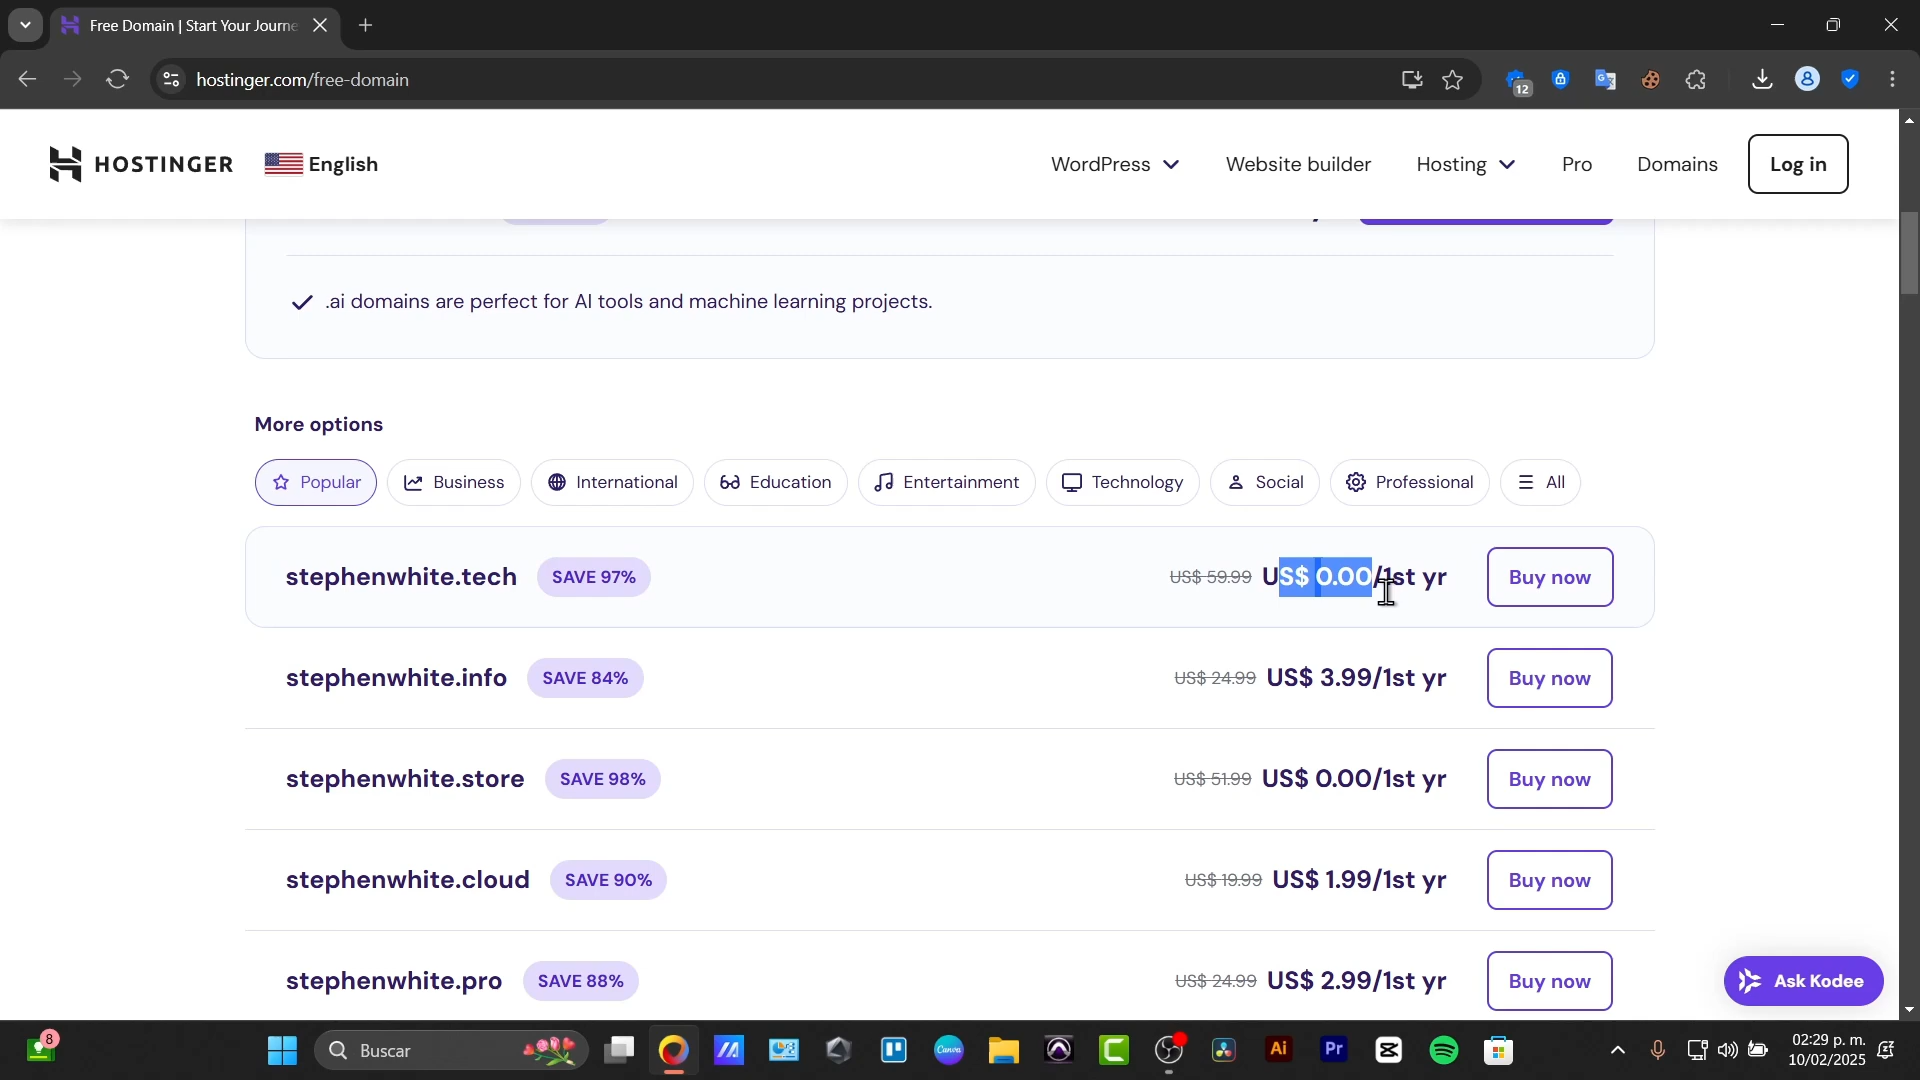 Free Domain | Start Your Journe
hostinger.com/free-domain
12
HOSTINGER
English
WordPress
Website builder
Hosting
Pro
Domains
Log in
.ai domains are perfect for AI tools and machine learning projects.
More options
Popular
Business
International
Education
Entertainment
Technology
Social
Professional
All
stephenwhite.tech SAVE 97% US$ 59.99 US$ 0.00/1st yr Buy now
stephenwhite.info SAVE 84% US$ 24.99 US$ 3.99/1st yr Buy now
stephenwhite.store SAVE 98% US$ 51.99 US$ 0.00/1st yr Buy now
stephenwhite.cloud SAVE 90% US$ 19.99 US$ 1.99/1st yr Buy now
stephenwhite.pro SAVE 88% US$ 24.99 US$ 2.99/1st yr Buy now
Ask Kodee
8
Buscar
Canva
Ai
Pr
02:29 p. m.
10/02/2025